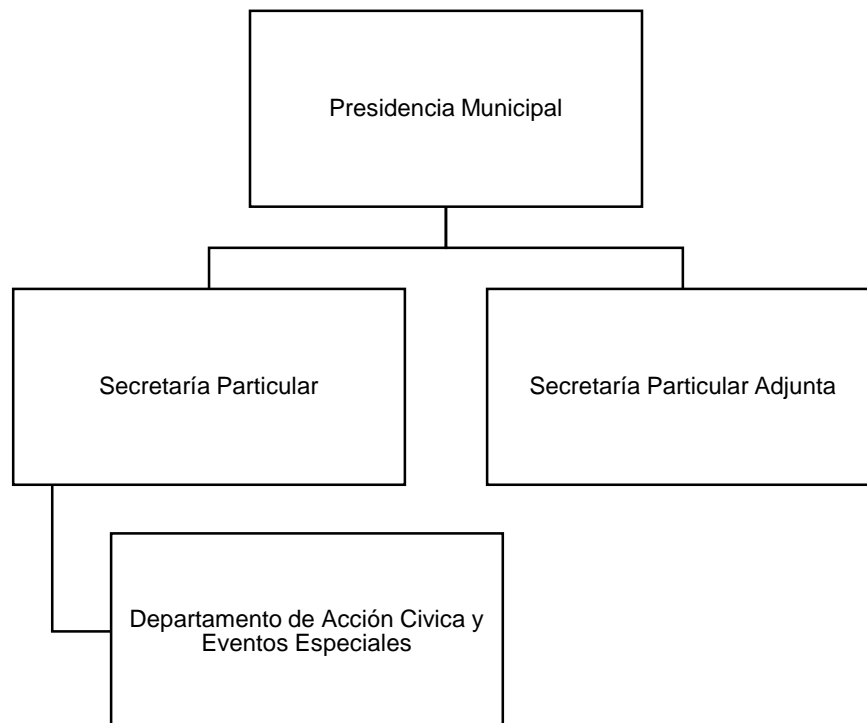 Presidencia Municipal
Secretaría Particular
Secretaría Particular Adjunta
Departamento de Acción Civica y
Eventos Especiales